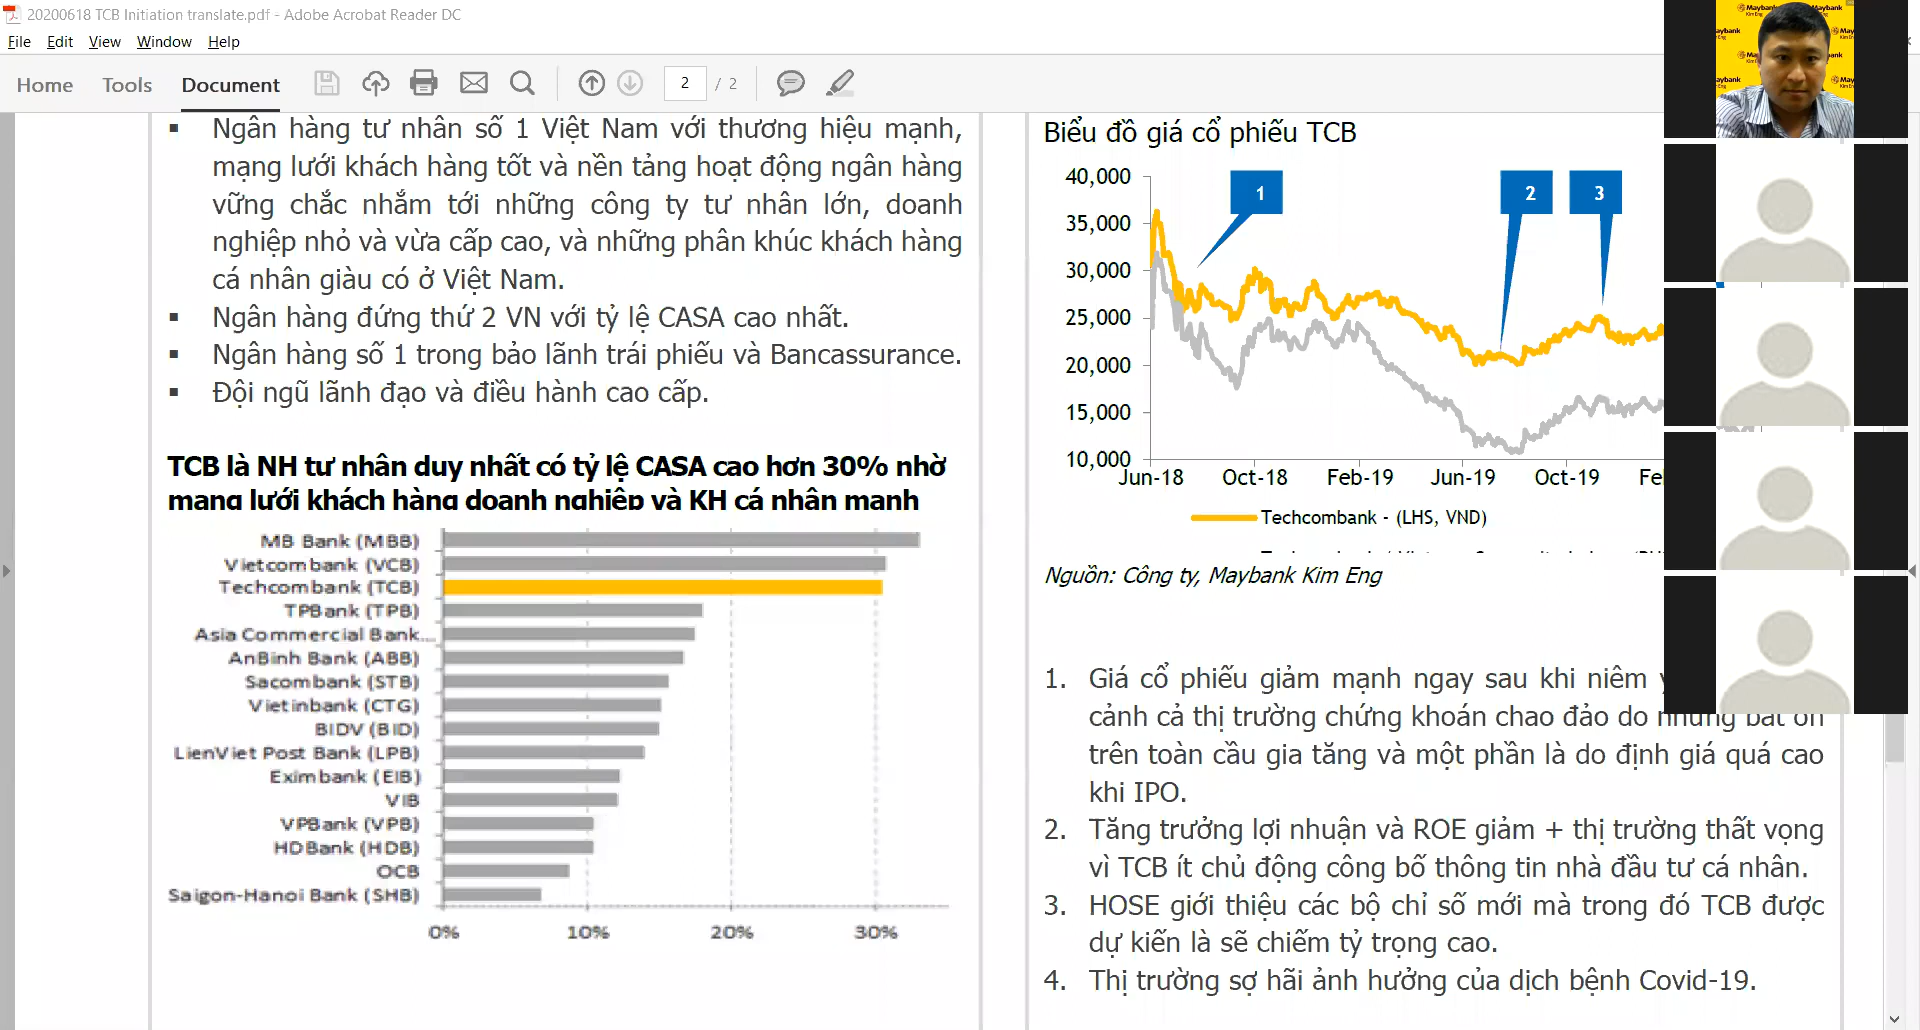 20200618 TCB Initiation translate.pdf - Adobe Acrobat Reader DC
File Edit View Window Help
Home Tools Document 2 / 2
Ngân hàng tư nhân số 1 Việt Nam với thương hiệu mạnh,
mạng lưới khách hàng tốt và nền tảng hoạt động ngân hàng
vững chắc nhắm tới những công ty tư nhân lớn, doanh
nghiệp nhỏ và vừa cấp cao, và những phân khúc khách hàng
cá nhân giàu có ở Việt Nam.
Ngân hàng đứng thứ 2 VN với tỷ lệ CASA cao nhất.
Ngân hàng số 1 trong bảo lãnh trái phiếu và Bancassurance.
Đội ngũ lãnh đạo và điều hành cao cấp.
TCB là NH tư nhân duy nhất có tỷ lệ CASA cao hơn 30% nhờ
mạng lưới khách hàng doanh nghiệp và KH cá nhân mạnh
MB Bank (MBB)
Vietcombank (VCB)
Techcombank (TCB)
TPBank (TPB)
Asia Commercial Bank....
AnBinh Bank (ABB)
Sacombank (STB)
Vietinbank (CTG)
BIDV (BID)
LienViet Post Bank (LPB)
Eximbank (EIB)
VIB
VPBank (VPB)
HDBank (HDB)
OCB
Saigon-Hanoi Bank (SHB)
0% 10% 20% 30%
Biểu đồ giá cổ phiếu TCB
40,000
35,000
30,000
25,000
20,000
15,000
10,000
1 2 3
Jun-18 Oct-18 Feb-19 Jun-19 Oct-19
Techcombank - (LHS, VND)
Nguồn: Công ty, Maybank Kim Eng
1. Giá cổ phiếu giảm mạnh ngay sau khi niêm
cảnh cả thị trường chứng khoán chao đảo do những bất ổn
trên toàn cầu gia tăng và một phần là do định giá quá cao
khi IPO.
2. Tăng trưởng lợi nhuận và ROE giảm + thị trường thất vọng
vì TCB ít chủ động công bố thông tin nhà đầu tư cá nhân.
3. HOSE giới thiệu các bộ chỉ số mới mà trong đó TCB được
dự kiến là sẽ chiếm tỷ trọng cao.
4. Thị trường sợ hãi ảnh hưởng của dịch bệnh Covid-19.
Maybank
Kim Eng